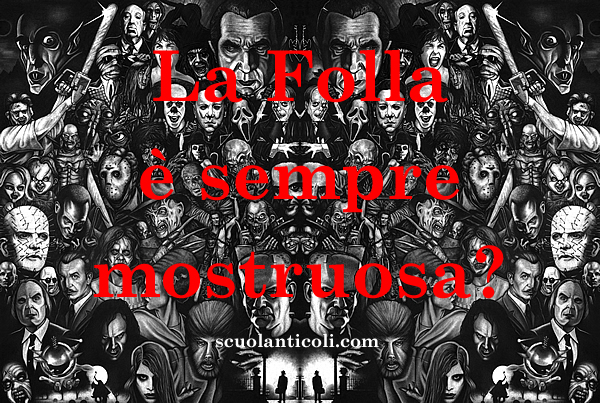 La Folla
è sempre
mostruosa?
scuolanticoli.com